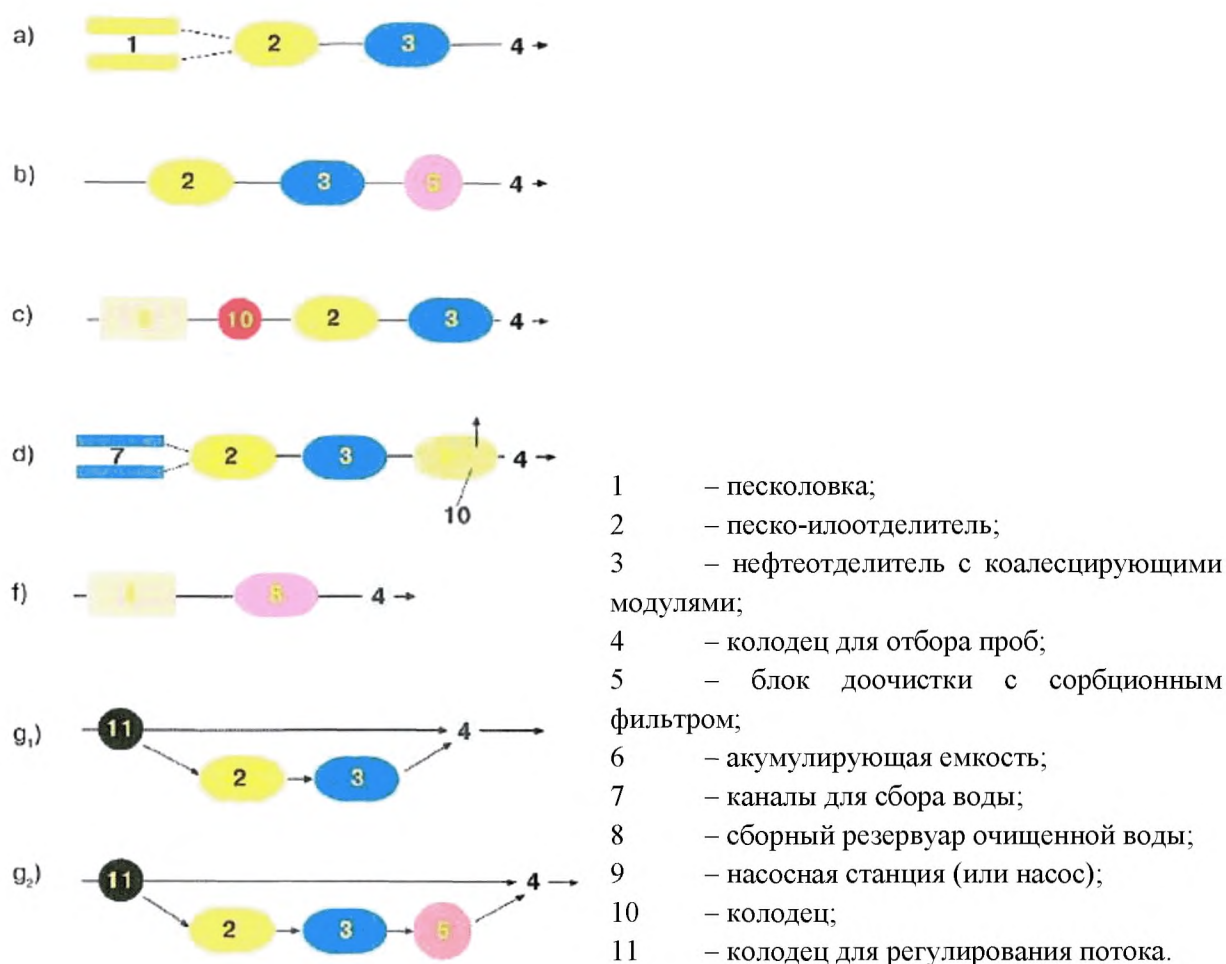 a) 1 2 3 4
b) 2 3 4
c) 10 2 3 4
d) 7 2 3 4
10
f) 4
g₁) 11 4
2 3
g₂) 11 4
2 3 5
1 – песколовка;
2 – песко-илоотделитель;
3 – нефтеотделитель с коалесцирующими
модулями;
4 – колодец для отбора проб;
5 – блок доочистки с сорбционным
фильтром;
6 – акумулирующая емкость;
7 – каналы для сбора воды;
8 – сборный резервуар очищенной воды;
9 – насосная станция (или насос);
10 – колодец;
11 – колодец для регулирования потока.